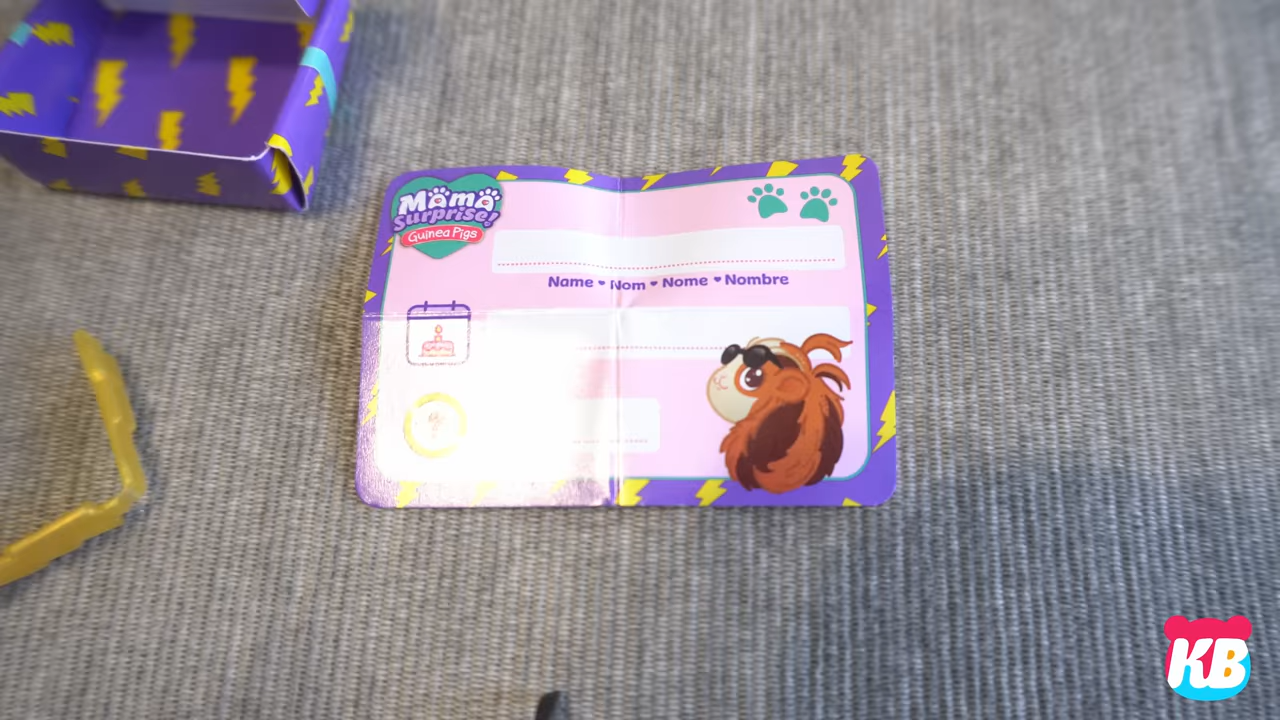 Mama
Surprise!
Guinea Pigs
Name • Nom • Nome • Nombre
KB